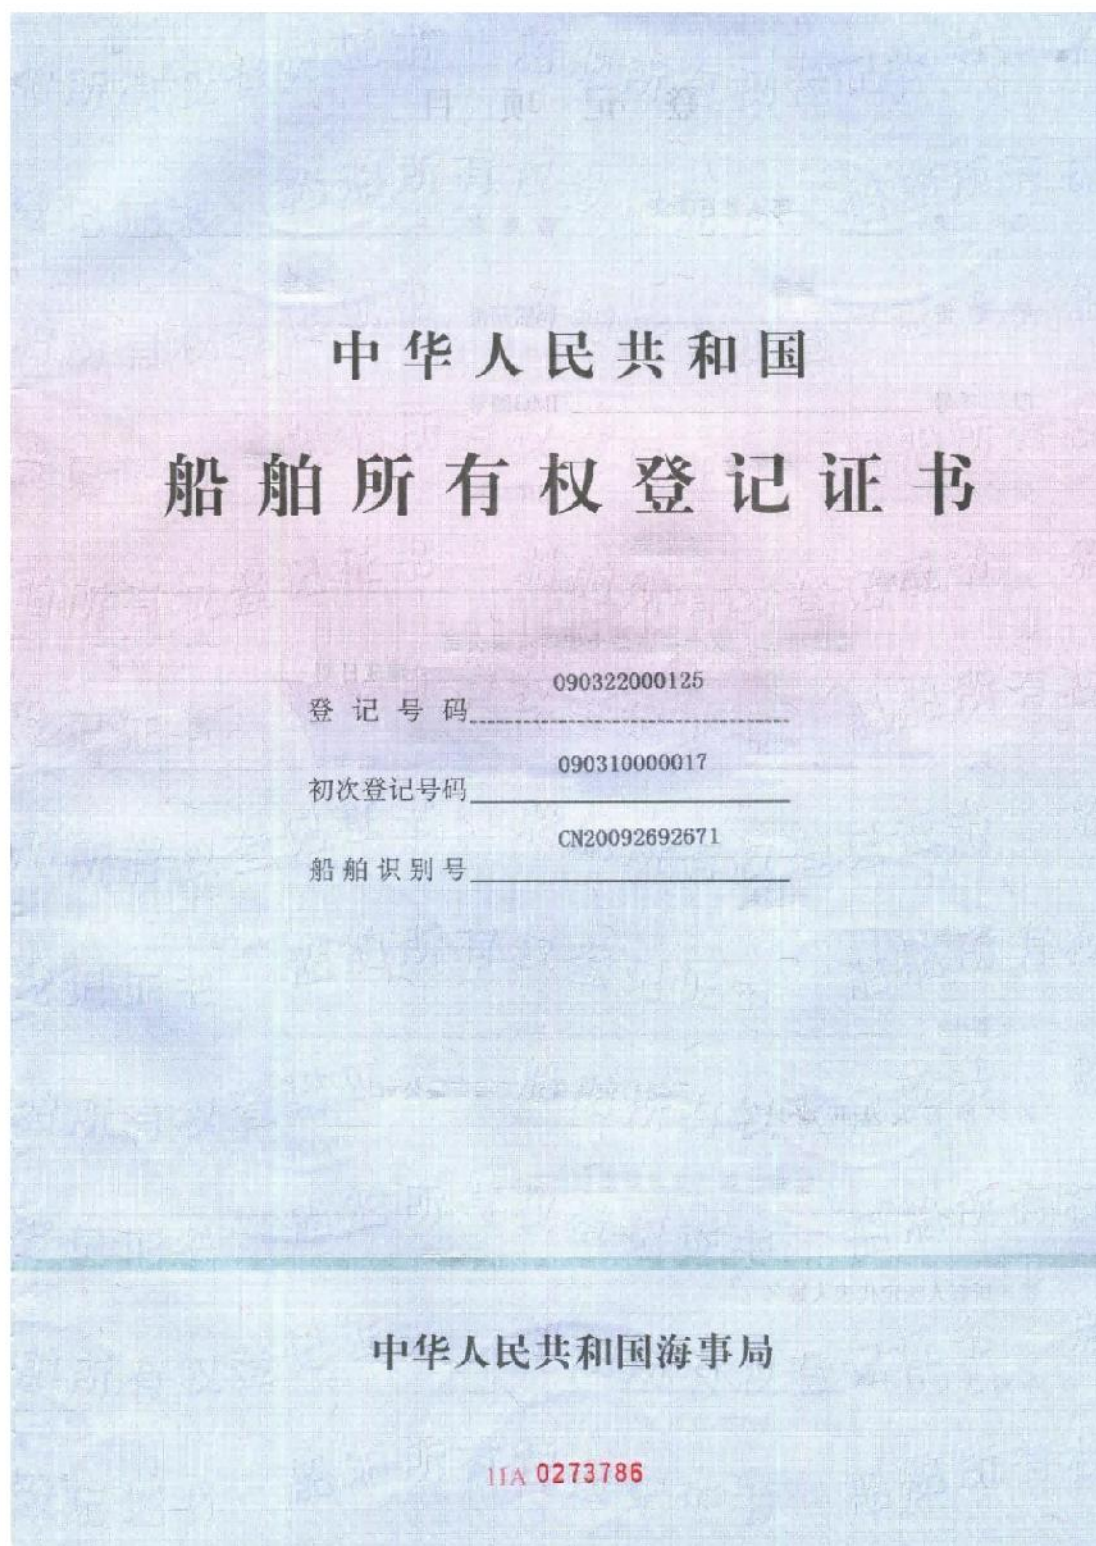 中华人民共和国
船舶所有权登记证书
登记号码 090322000125
初次登记号码 090310000017
船舶识别号 CN20092692671
中华人民共和国海事局
IIA 0273786